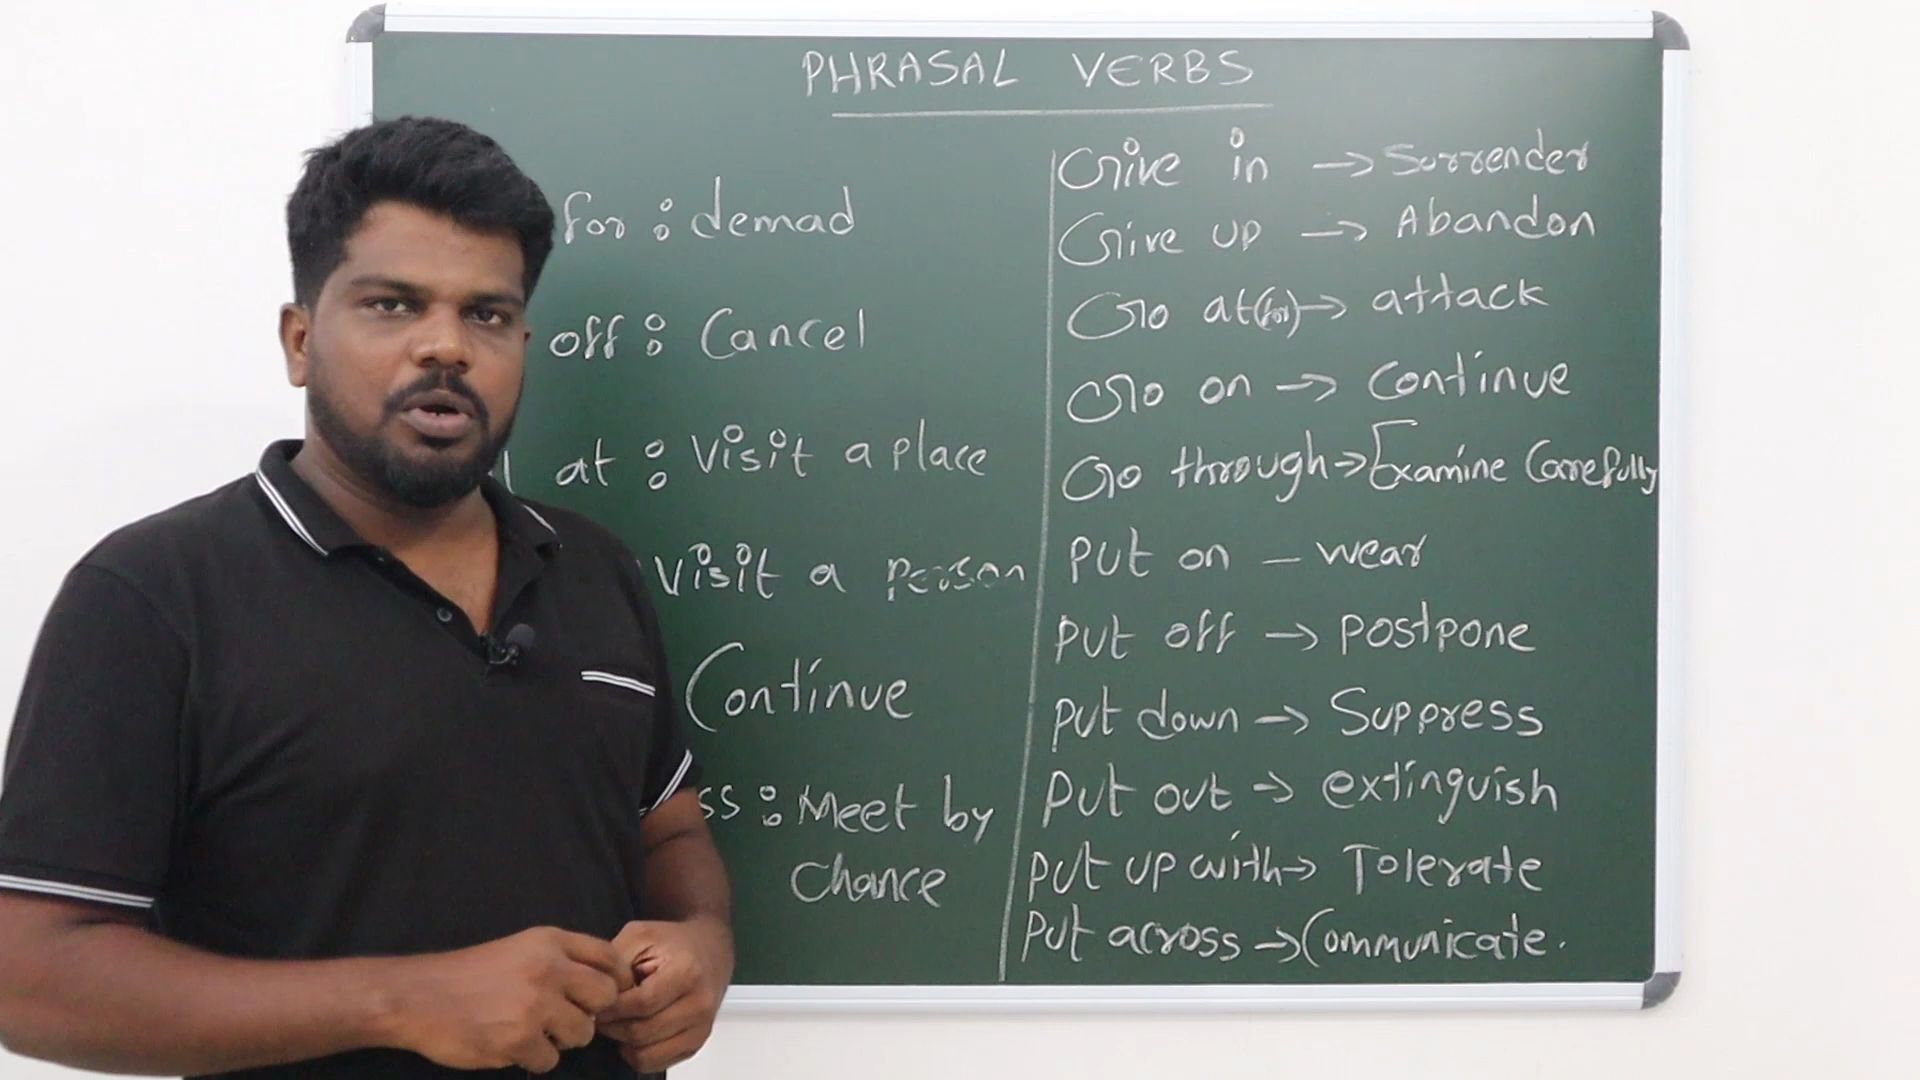 PHRASAL VERBS
for : demad
off : Cancel
at : Visit a place
Visit a person
Continue
ss : Meet by
Chance
Give in → Surrender
Give up → Abandon
Go at(for) → attack
Go on → Continue
Go through → Examine Carefully
Put on – wear
Put off → Postpone
Put down → Suppress
Put out → extinguish
Put up with → Tolerate
Put across → Communicate.